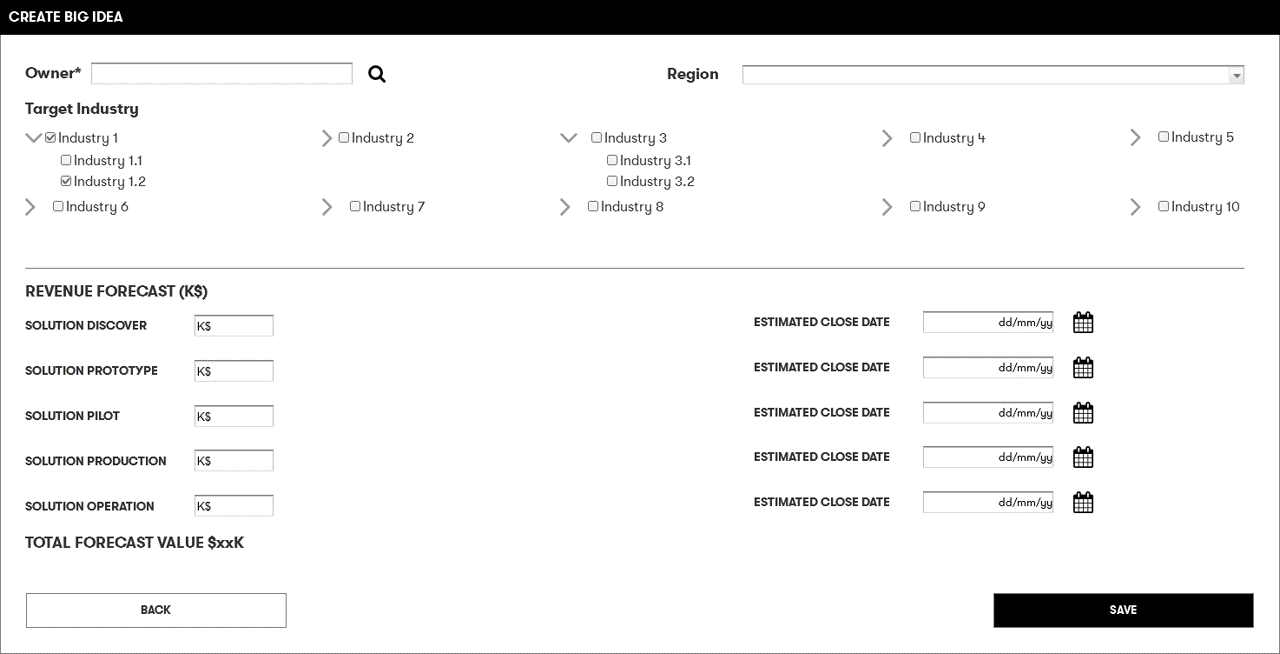 CREATE BIG IDEA
Owner* Region
Target Industry
Industry 1 Industry 2 Industry 3 Industry 4 Industry 5
Industry 1.1 Industry 3.1
Industry 1.2 Industry 3.2
Industry 6 Industry 7 Industry 8 Industry 9 Industry 10
REVENUE FORECAST (K$)
SOLUTION DISCOVER K$ ESTIMATED CLOSE DATE dd/mm/yy
SOLUTION PROTOTYPE K$ ESTIMATED CLOSE DATE dd/mm/yy
SOLUTION PILOT K$ ESTIMATED CLOSE DATE dd/mm/yy
SOLUTION PRODUCTION K$ ESTIMATED CLOSE DATE dd/mm/yy
SOLUTION OPERATION K$ ESTIMATED CLOSE DATE dd/mm/yy
TOTAL FORECAST VALUE $xxK
BACK SAVE